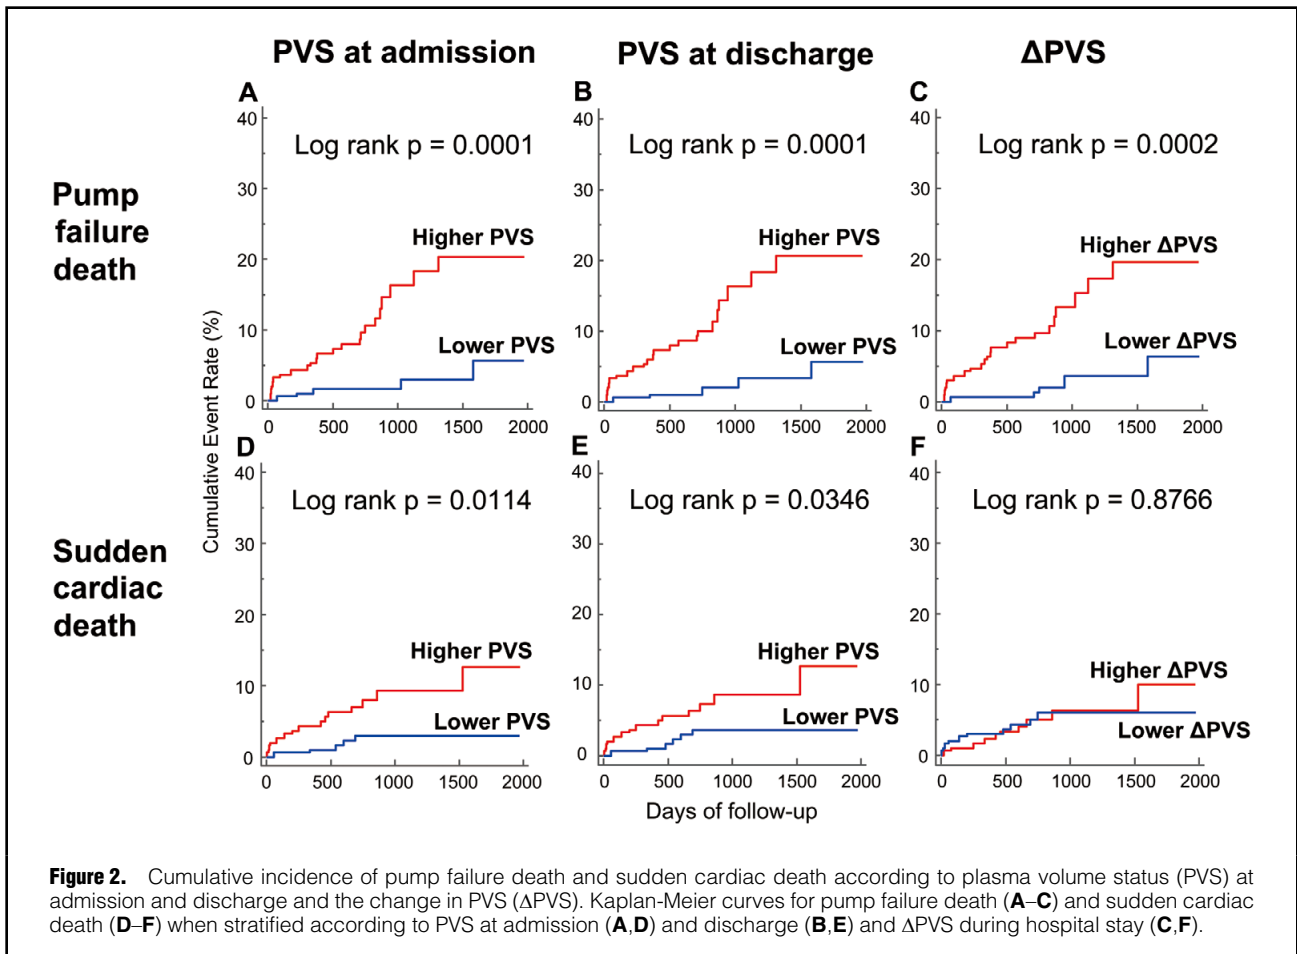 PVS at admission
PVS at discharge
ΔPVS
Pump
failure
death
Sudden
cardiac
death
Cumulative Event Rate (%)
A
Log rank p = 0.0001
Higher PVS
Lower PVS
40
30
20
10
0
0 500 1000 1500 2000
B
Log rank p = 0.0001
Higher PVS
Lower PVS
40
30
20
10
0
0 500 1000 1500 2000
C
Log rank p = 0.0002
Higher ΔPVS
Lower ΔPVS
40
30
20
10
0
0 500 1000 1500 2000
D
Log rank p = 0.0114
Higher PVS
Lower PVS
40
30
20
10
0
0 500 1000 1500 2000
E
Log rank p = 0.0346
Higher PVS
Lower PVS
40
30
20
10
0
0 500 1000 1500 2000
F
Log rank p = 0.8766
Higher ΔPVS
Lower ΔPVS
40
30
20
10
0
0 500 1000 1500 2000
Days of follow-up
Figure 2. Cumulative incidence of pump failure death and sudden cardiac death according to plasma volume status (PVS) at
admission and discharge and the change in PVS (ΔPVS). Kaplan-Meier curves for pump failure death (A–C) and sudden cardiac
death (D–F) when stratified according to PVS at admission (A,D) and discharge (B,E) and ΔPVS during hospital stay (C,F).